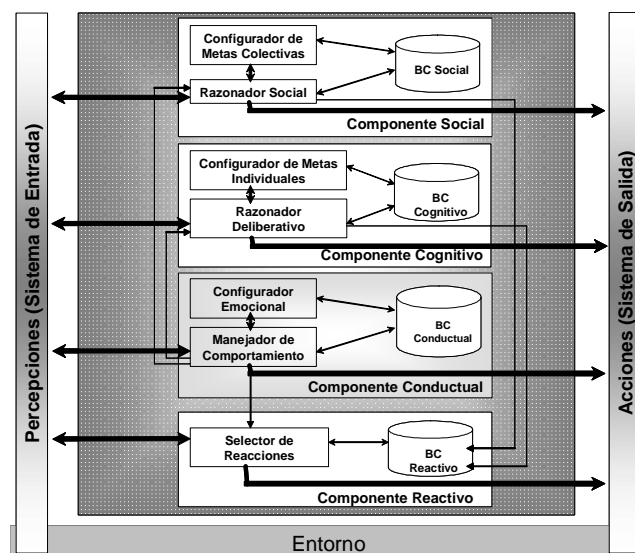 Percepciones (Sistema de Entrada)
Configurador de
Metas Colectivas
Razonador Social
BC Social
Componente Social
Configurador de Metas
Individuales
Razonador
Deliberativo
BC
Cognitivo
Componente Cognitivo
Configurador
Emocional
Manejador de
Comportamiento
BC
Conductual
Componente Conductual
Selector de
Reacciones
BC
Reactivo
Componente Reactivo
Acciones (Sistema de Salida)
Entorno